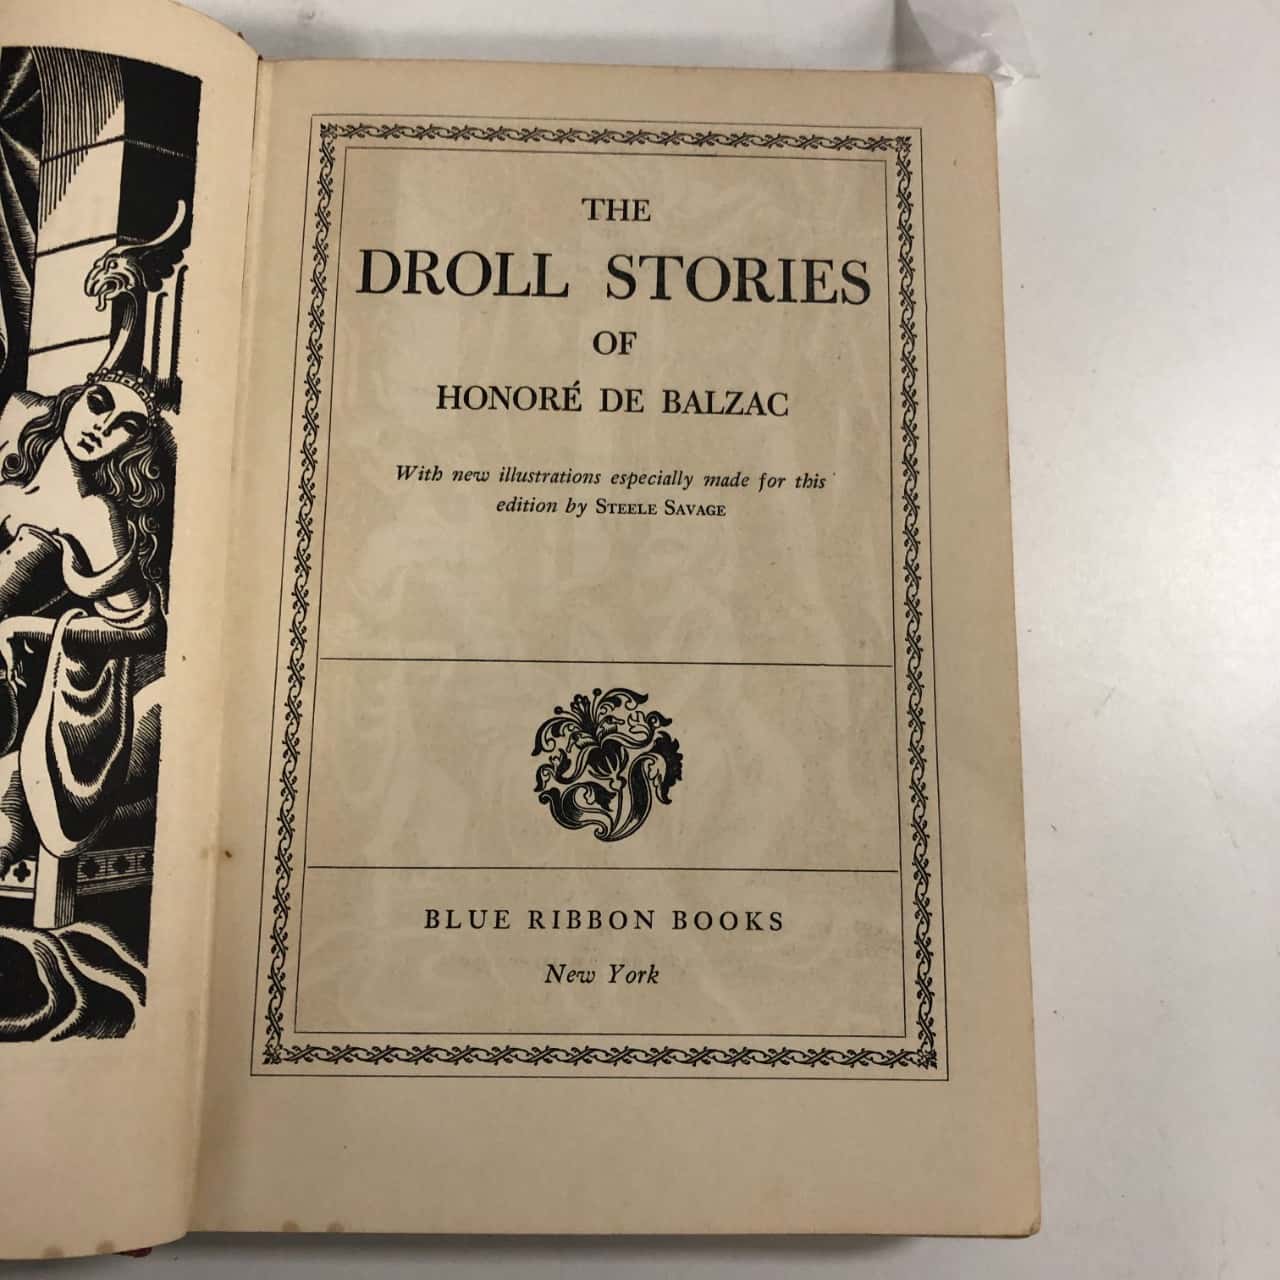 THE
DROLL STORIES
OF
HONORÉ DE BALZAC
With new illustrations especially made for this
edition by STEELE SAVAGE
BLUE RIBBON BOOKS
New York